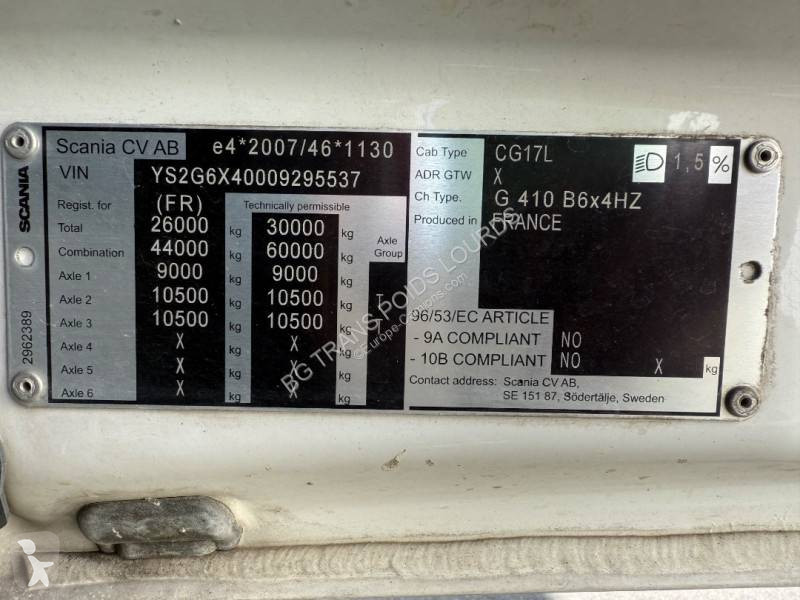 SCANIA
2962389
Scania CV AB e4*2007/46*1130
VIN YS2G6X40009295537
Regist. for (FR) Technically permissible
Total 26000 kg 30000 kg
Combination 44000 kg 60000 kg Axle Group
Axle 1 9000 kg 9000 kg
Axle 2 10500 kg 10500 kg T
Axle 3 10500 kg 10500 kg
Axle 4 X kg X kg
Axle 5 X kg X kg
Axle 6 X kg X kg
Cab Type CG17L 1,5 %
ADR GTW X
Ch. Type. G 410 B6x4HZ
Produced in FRANCE
96/53/EC ARTICLE
- 9A COMPLIANT NO
- 10B COMPLIANT NO X kg
Contact address: Scania CV AB,
SE 151 87, Södertälje, Sweden
BG TRANS POIDS LOURDS